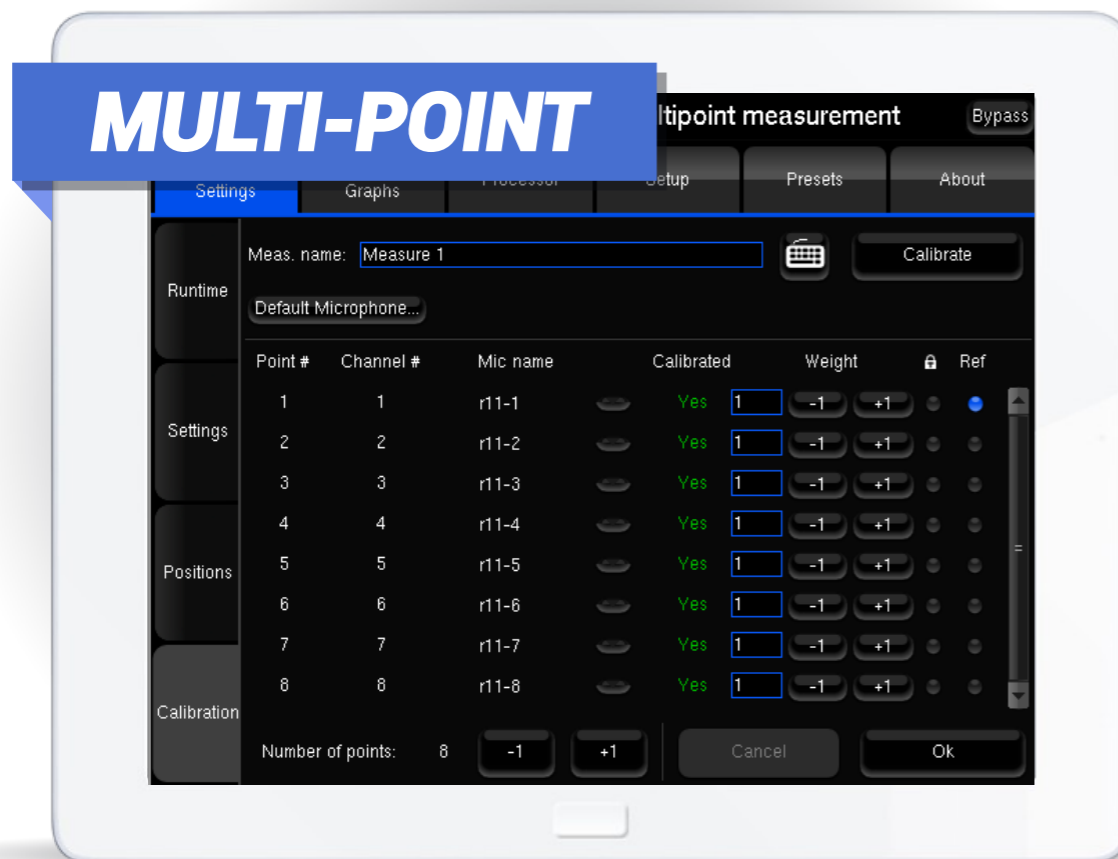 MULTI-POINT
ltipoint measurement
Bypass
Settings
Graphs
Processor
Setup
Presets
About
Meas. name: Measure 1
Calibrate
Runtime
Default Microphone...
Point # Channel # Mic name Calibrated Weight Ref
1 1 r11-1 Yes 1 -1 +1
Settings
2 2 r11-2 Yes 1 -1 +1
3 3 r11-3 Yes 1 -1 +1
4 4 r11-4 Yes 1 -1 +1
Positions
5 5 r11-5 Yes 1 -1 +1
6 6 r11-6 Yes 1 -1 +1
7 7 r11-7 Yes 1 -1 +1
8 8 r11-8 Yes 1 -1 +1
Calibration
Number of points: 8 -1 +1
Cancel
Ok